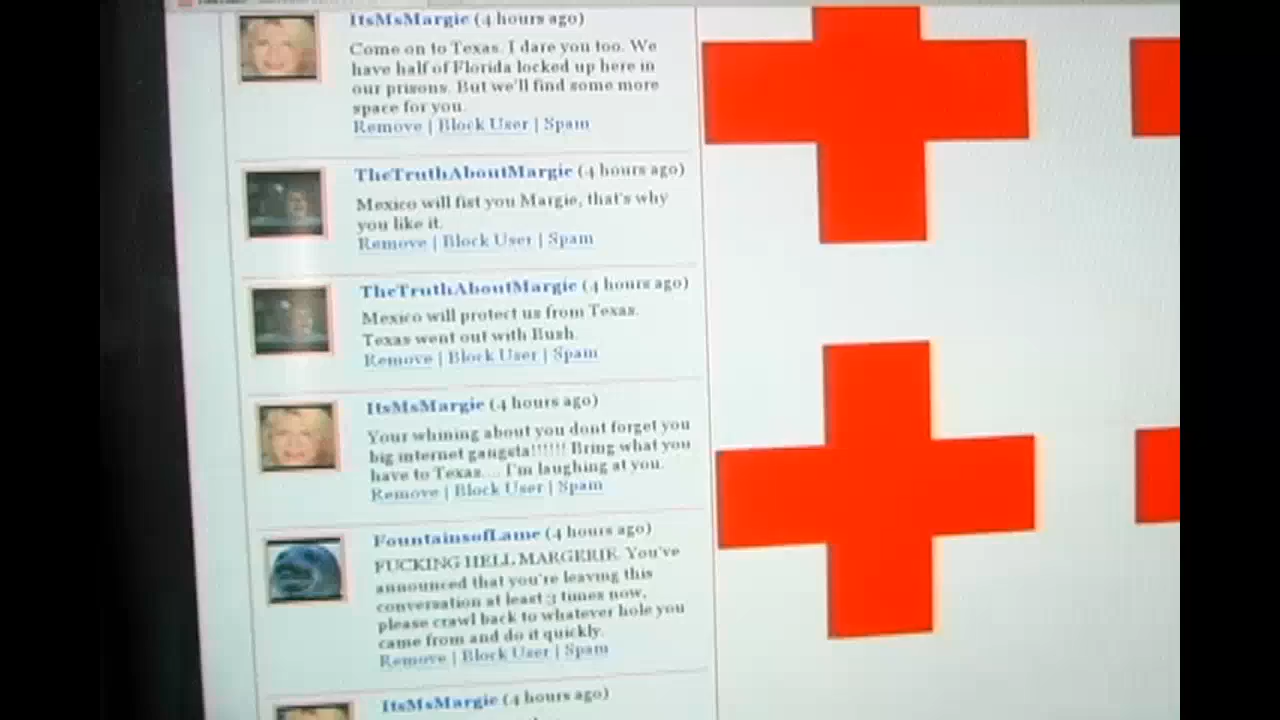 ItsMsMargie (4 hours ago)
Come on to Texas. I dare you too. We
have half of Florida locked up here in
our prisons. But we'll find some more
space for you.
Remove | Block User | Spam
TheTruthAboutMargie (4 hours ago)
Mexico will fist you Margie, that's why
you like it.
Remove | Block User | Spam
TheTruthAboutMargie (4 hours ago)
Mexico will protect us from Texas.
Texas went out with Bush.
Remove | Block User | Spam
ItsMsMargie (4 hours ago)
Your whining about you dont forget you
big internet gangsta!!!!!! Bring what you
have to Texas.... I'm laughing at you.
Remove | Block User | Spam
FountainsofLame (4 hours ago)
FUCKING HELL MARGERIE. You've
announced that you're leaving this
conversation at least 3 times now,
please crawl back to whatever hole you
came from and do it quickly.
Remove | Block User | Spam
ItsMsMargie (4 hours ago)